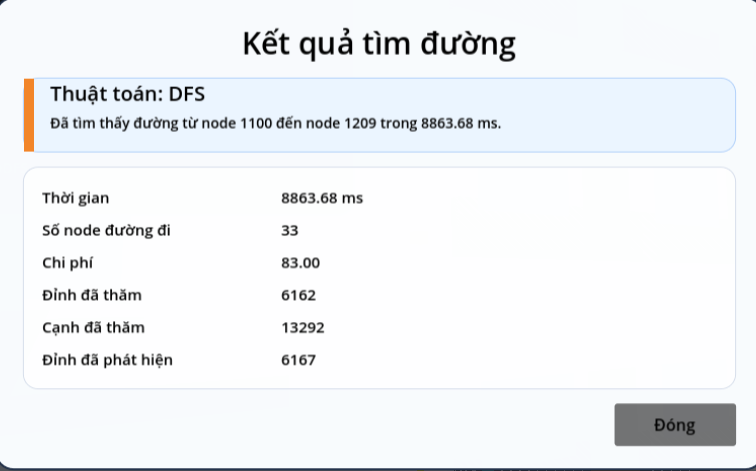 Kết quả tìm đường
Thuật toán: DFS
Đã tìm thấy đường từ node 1100 đến node 1209 trong 8863.68 ms.
Thời gian 8863.68 ms
Số node đường đi 33
Chi phí 83.00
Đỉnh đã thăm 6162
Cạnh đã thăm 13292
Đỉnh đã phát hiện 6167
Đóng